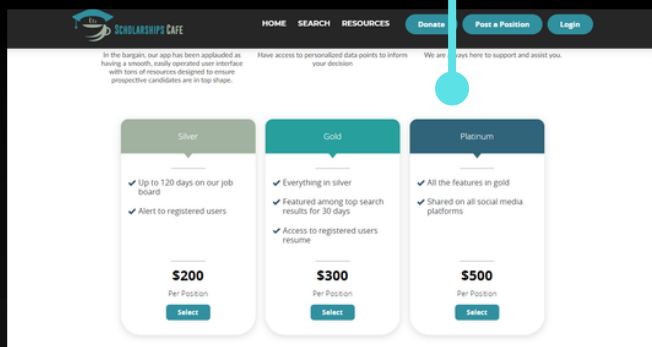 SCHOLARSHIPS CAFE
HOME SEARCH RESOURCES Donate Post a Position Login
In the bargain, our app has been applauded as
having a smooth, easily operated user interface
with tons of resources designed to ensure
prospective candidates are in top shape.
Have access to personalized data points to inform
your decision
We are always here to support and assist you.
Silver
Up to 120 days on our job
board
Alert to registered users
$200
Per Position
Select
Gold
Everything in silver
Featured among top search
results for 30 days
Access to registered users
resume
$300
Per Position
Select
Platinum
All the features in gold
Shared on all social media
platforms
$500
Per Position
Select